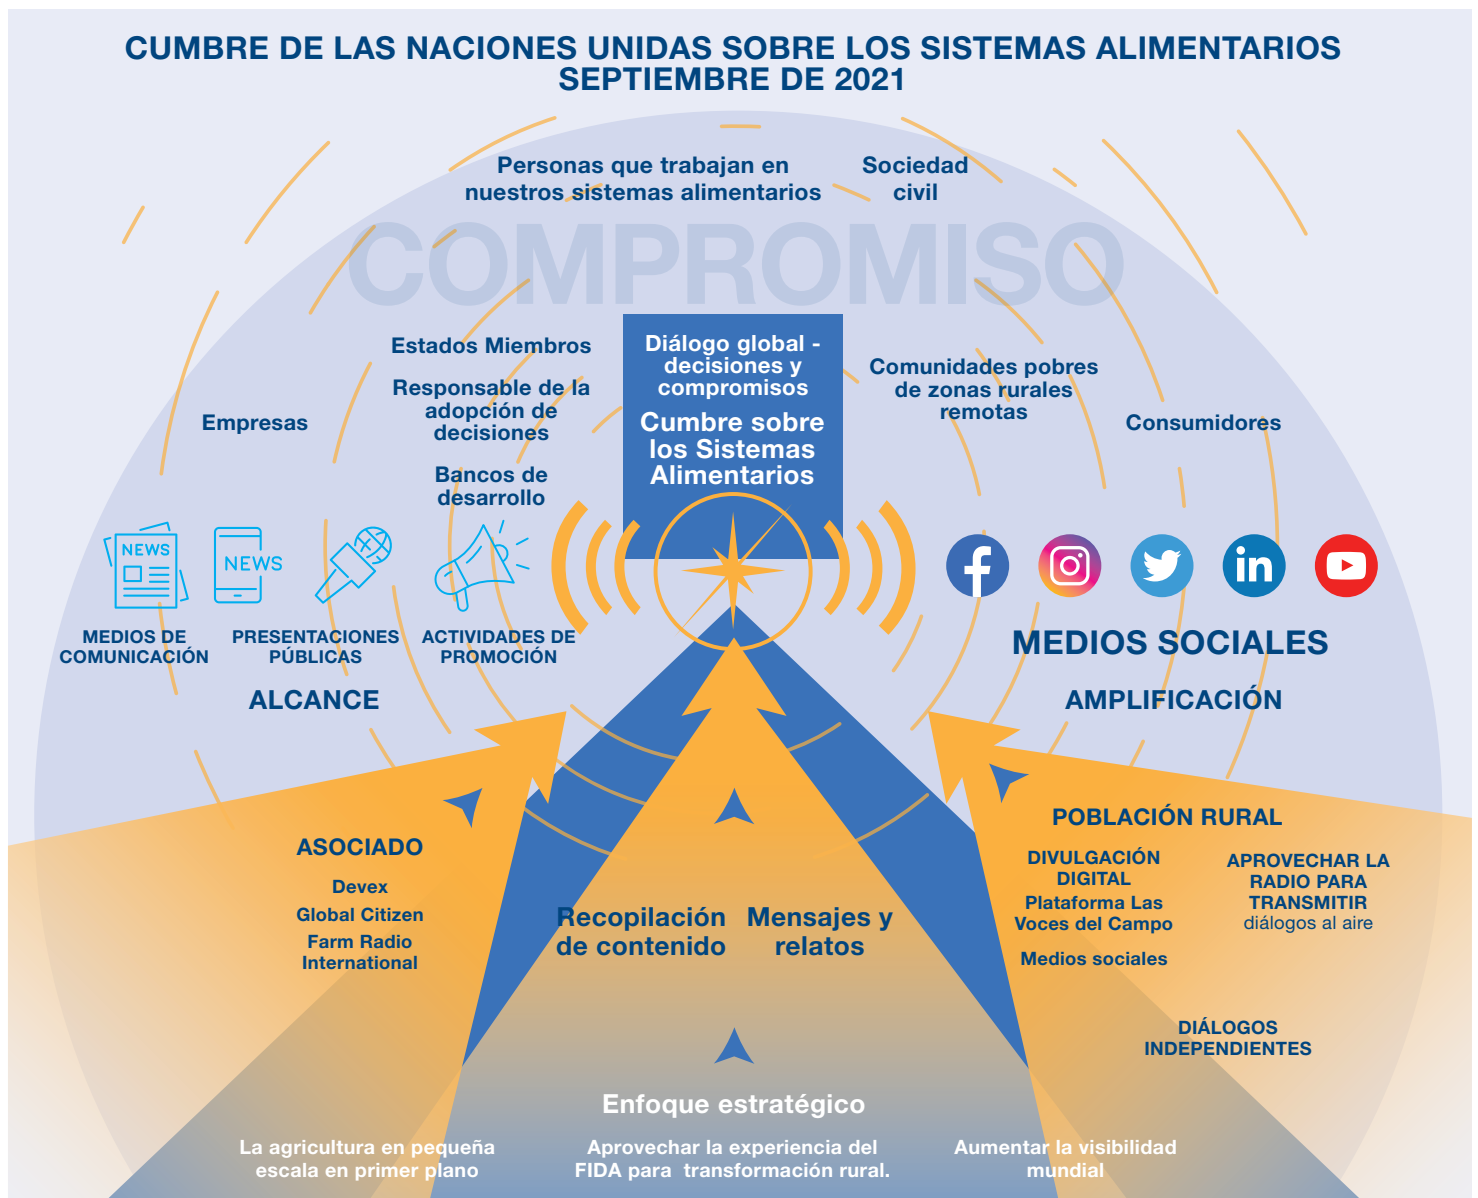 CUMBRE DE LAS NACIONES UNIDAS SOBRE LOS SISTEMAS ALIMENTARIOS
SEPTIEMBRE DE 2021
Personas que trabajan en
nuestros sistemas alimentarios
Sociedad
civil
COMPROMISO
Estados Miembros
Responsable de la
adopción de
decisiones
Bancos de
desarrollo
Empresas
Diálogo global -
decisiones y
compromisos
Cumbre sobre
los Sistemas
Alimentarios
Comunidades pobres
de zonas rurales
remotas
Consumidores
NEWS
NEWS
MEDIOS DE
COMUNICACIÓN
PRESENTACIONES
PÚBLICAS
ACTIVIDADES DE
PROMOCIÓN
ALCANCE
f
in
MEDIOS SOCIALES
AMPLIFICACIÓN
ASOCIADO
Devex
Global Citizen
Farm Radio
International
Recopilación
de contenido
Mensajes y
relatos
POBLACIÓN RURAL
DIVULGACIÓN
DIGITAL
Plataforma Las
Voces del Campo
Medios sociales
APROVECHAR LA
RADIO PARA
TRANSMITIR
diálogos al aire
DIÁLOGOS
INDEPENDIENTES
Enfoque estratégico
La agricultura en pequeña
escala en primer plano
Aprovechar la experiencia del
FIDA para  transformación rural.
Aumentar la visibilidad
mundial